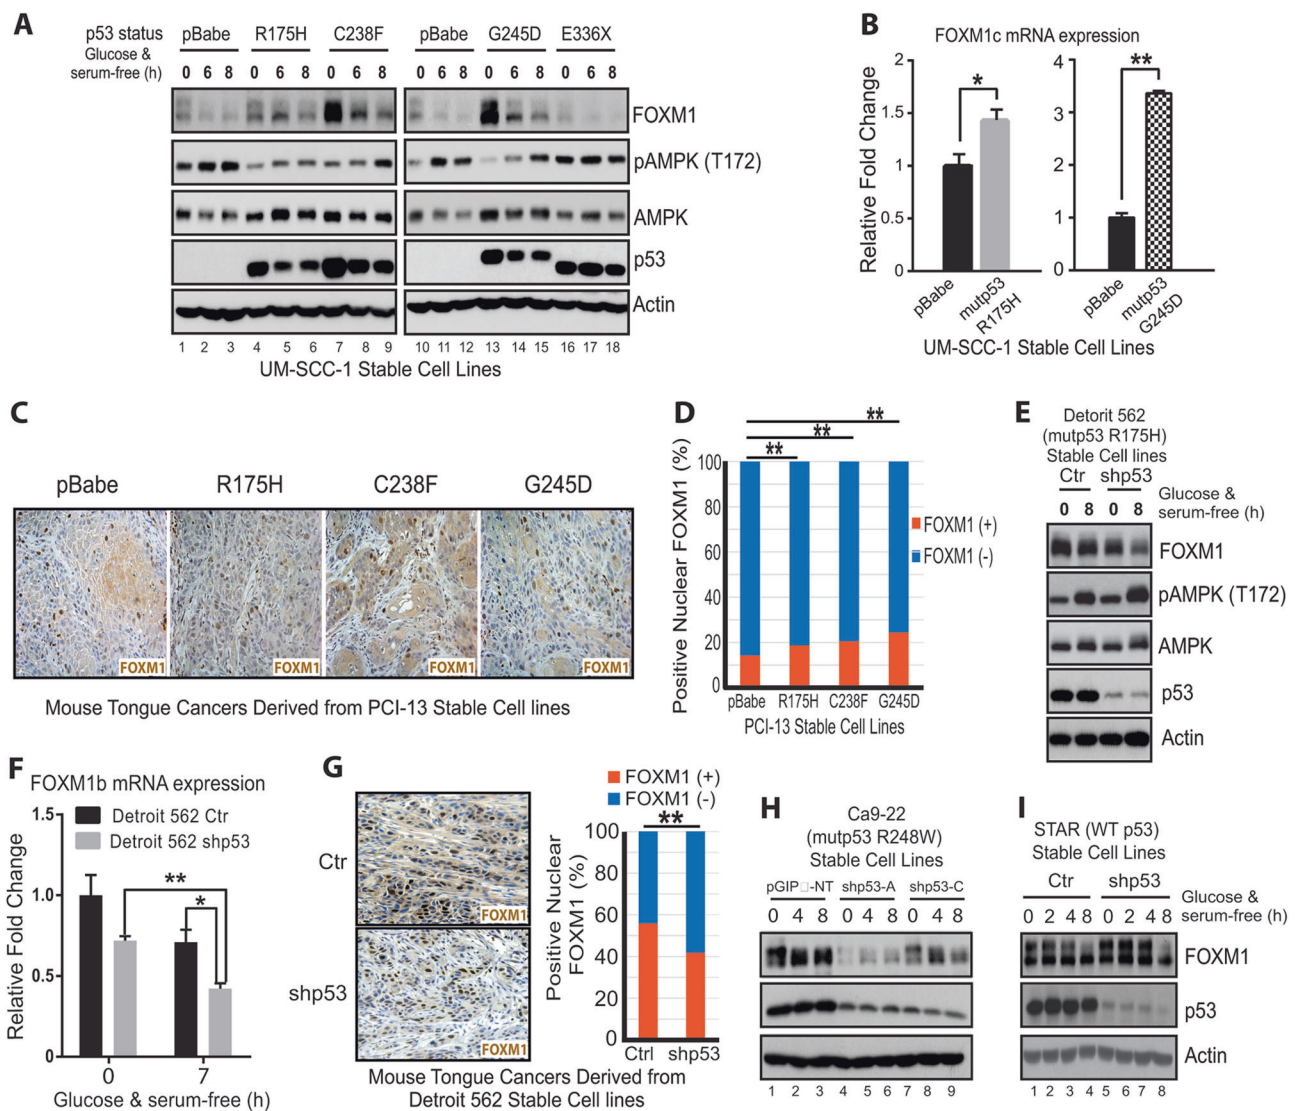 A
p53 status
pBabe R175H C238F pBabe G245D E336X
Glucose &
serum-free (h)
0 6 8 0 6 8 0 6 8 0 6 8 0 6 8 0 6 8
FOXM1
pAMPK (T172)
AMPK
p53
Actin
1 2 3 4 5 6 7 8 9 10 11 12 13 14 15 16 17 18
UM-SCC-1 Stable Cell Lines
B
FOXM1c mRNA expression
Relative Fold Change
2
1.5
1
0.5
0
*
pBabe
mutp53
R175H
4
3
2
1
0
**
pBabe
mutp53
G245D
UM-SCC-1 Stable Cell Lines
C
pBabe R175H C238F G245D
FOXM1 FOXM1 FOXM1 FOXM1
Mouse Tongue Cancers Derived from PCI-13 Stable Cell lines
D
**
**
**
Positive Nuclear FOXM1 (%)
100
80
60
40
20
0
FOXM1 (+)
FOXM1 (-)
pBabe R175H C238F G245D
PCI-13 Stable Cell Lines
E
Detorit 562
(mutp53 R175H)
Stable Cell lines
Ctr shp53
Glucose &
serum-free (h)
0 8 0 8
FOXM1
pAMPK (T172)
AMPK
p53
Actin
F
FOXM1b mRNA expression
Relative Fold Change
1.5
1.0
0.5
0
Detroit 562 Ctr
Detroit 562 shp53
**
*
0 7
Glucose & serum-free (h)
G
Ctr
FOXM1
shp53
FOXM1
FOXM1 (+)
FOXM1 (-)
**
Positive Nuclear
FOXM1 (%)
100
80
60
40
20
0
Ctrl shp53
Mouse Tongue Cancers Derived from
Detroit 562 Stable Cell lines
H
Ca9-22
(mutp53 R248W)
Stable Cell Lines
pGIP□-NT shp53-A shp53-C
0 4 8 0 4 8 0 4 8
1 2 3 4 5 6 7 8 9
I
STAR (WT p53)
Stable Cell Lines
Ctr shp53
Glucose &
serum-free (h)
0 2 4 8 0 2 4 8
FOXM1
p53
Actin
1 2 3 4 5 6 7 8